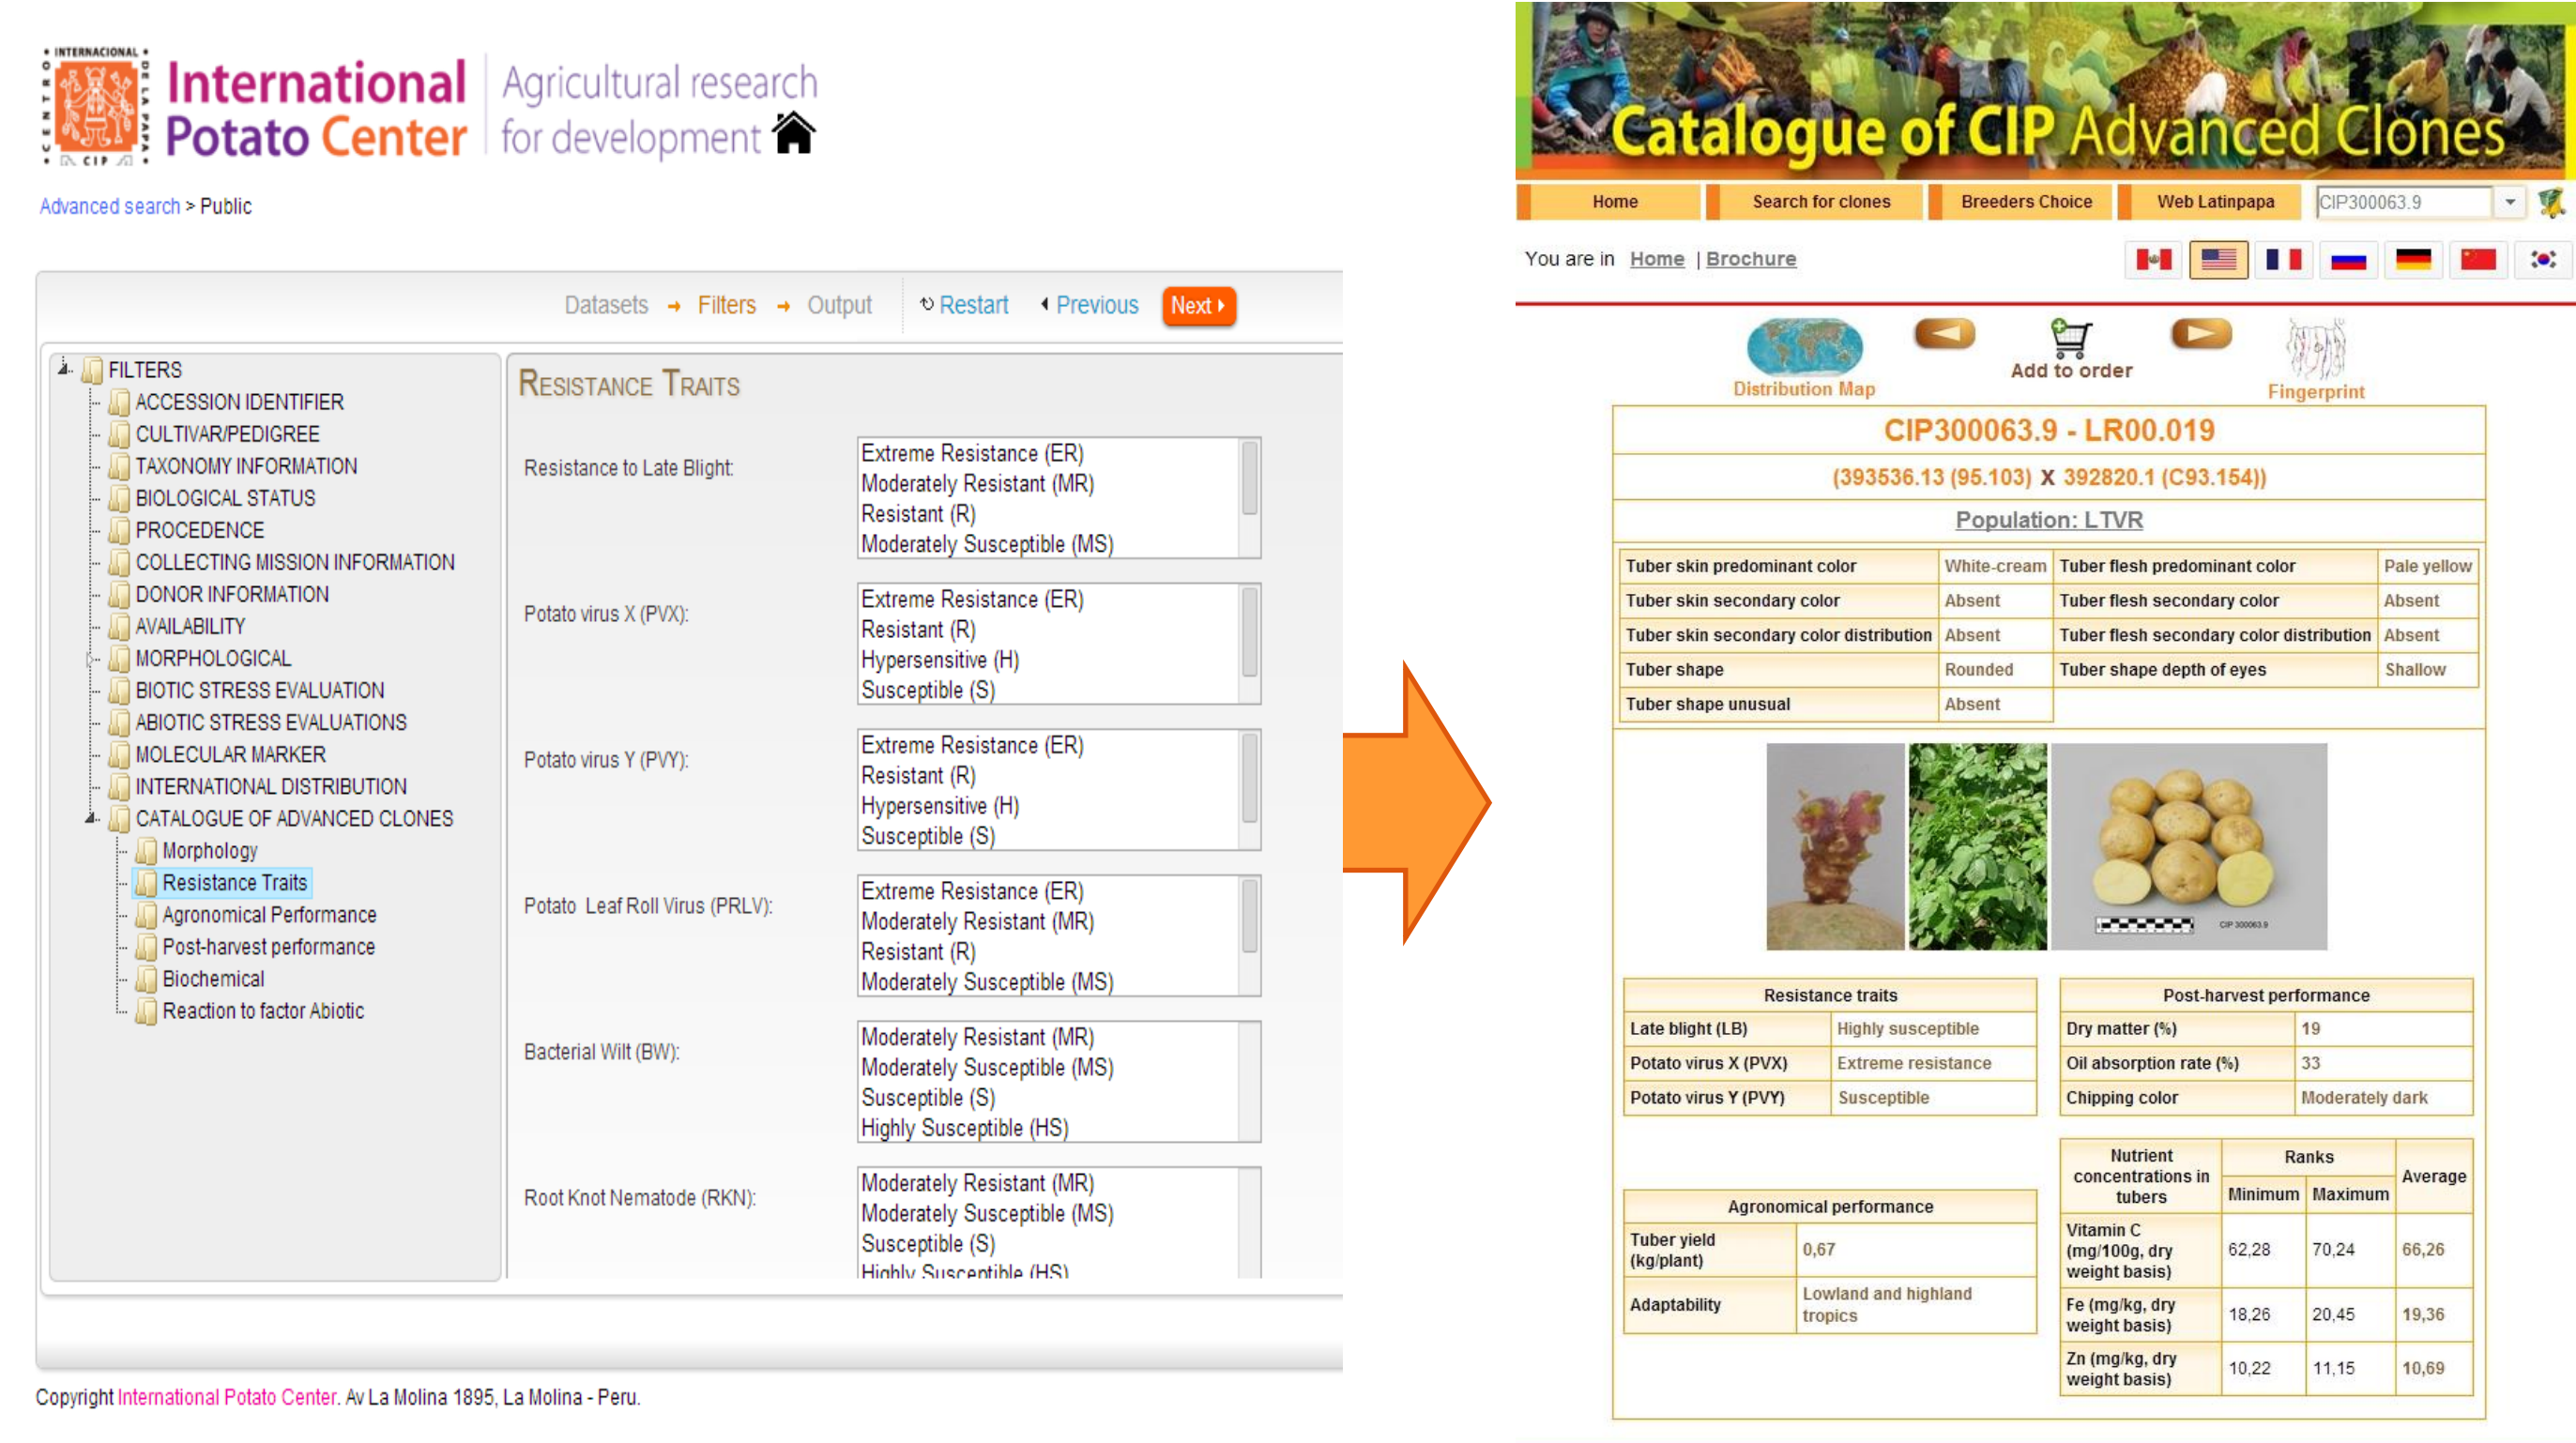 • INTERNACIONAL •
CENTRO
DE LA PAPA
CIP
International
Potato Center
Agricultural research
for development
Advanced search > Public
Datasets → Filters → Output Restart Previous Next
FILTERS
ACCESSION IDENTIFIER
CULTIVAR/PEDIGREE
TAXONOMY INFORMATION
BIOLOGICAL STATUS
PROCEDENCE
COLLECTING MISSION INFORMATION
DONOR INFORMATION
AVAILABILITY
MORPHOLOGICAL
BIOTIC STRESS EVALUATION
ABIOTIC STRESS EVALUATIONS
MOLECULAR MARKER
INTERNATIONAL DISTRIBUTION
CATALOGUE OF ADVANCED CLONES
Morphology
Resistance Traits
Agronomical Performance
Post-harvest performance
Biochemical
Reaction to factor Abiotic
RESISTANCE TRAITS
Resistance to Late Blight:
Extreme Resistance (ER)
Moderately Resistant (MR)
Resistant (R)
Moderately Susceptible (MS)
Potato virus X (PVX):
Extreme Resistance (ER)
Resistant (R)
Hypersensitive (H)
Susceptible (S)
Potato virus Y (PVY):
Extreme Resistance (ER)
Resistant (R)
Hypersensitive (H)
Susceptible (S)
Potato Leaf Roll Virus (PRLV):
Extreme Resistance (ER)
Moderately Resistant (MR)
Resistant (R)
Moderately Susceptible (MS)
Bacterial Wilt (BW):
Moderately Resistant (MR)
Moderately Susceptible (MS)
Susceptible (S)
Highly Susceptible (HS)
Root Knot Nematode (RKN):
Moderately Resistant (MR)
Moderately Susceptible (MS)
Susceptible (S)
Highly Susceptible (HS)
Copyright International Potato Center. Av La Molina 1895, La Molina - Peru.
Catalogue of CIP Advanced Clones
Home Search for clones Breeders Choice Web Latinpapa CIP300063.9
You are in Home | Brochure
Distribution Map
Add to order
Fingerprint
CIP300063.9 - LR00.019
(393536.13 (95.103) X 392820.1 (C93.154))
Population: LTVR
Tuber skin predominant color White-cream Tuber flesh predominant color Pale yellow
Tuber skin secondary color Absent Tuber flesh secondary color Absent
Tuber skin secondary color distribution Absent Tuber flesh secondary color distribution Absent
Tuber shape Rounded Tuber shape depth of eyes Shallow
Tuber shape unusual Absent
CIP 300063.9
Resistance traits
Late blight (LB) Highly susceptible
Potato virus X (PVX) Extreme resistance
Potato virus Y (PVY) Susceptible
Post-harvest performance
Dry matter (%) 19
Oil absorption rate (%) 33
Chipping color Moderately dark
Agronomical performance
Tuber yield
(kg/plant)
0,67
Adaptability
Lowland and highland
tropics
Nutrient
concentrations in
tubers
Ranks
Minimum Maximum
Average
Vitamin C
(mg/100g, dry
weight basis)
62,28 70,24 66,26
Fe (mg/kg, dry
weight basis)
18,26 20,45 19,36
Zn (mg/kg, dry
weight basis)
10,22 11,15 10,69